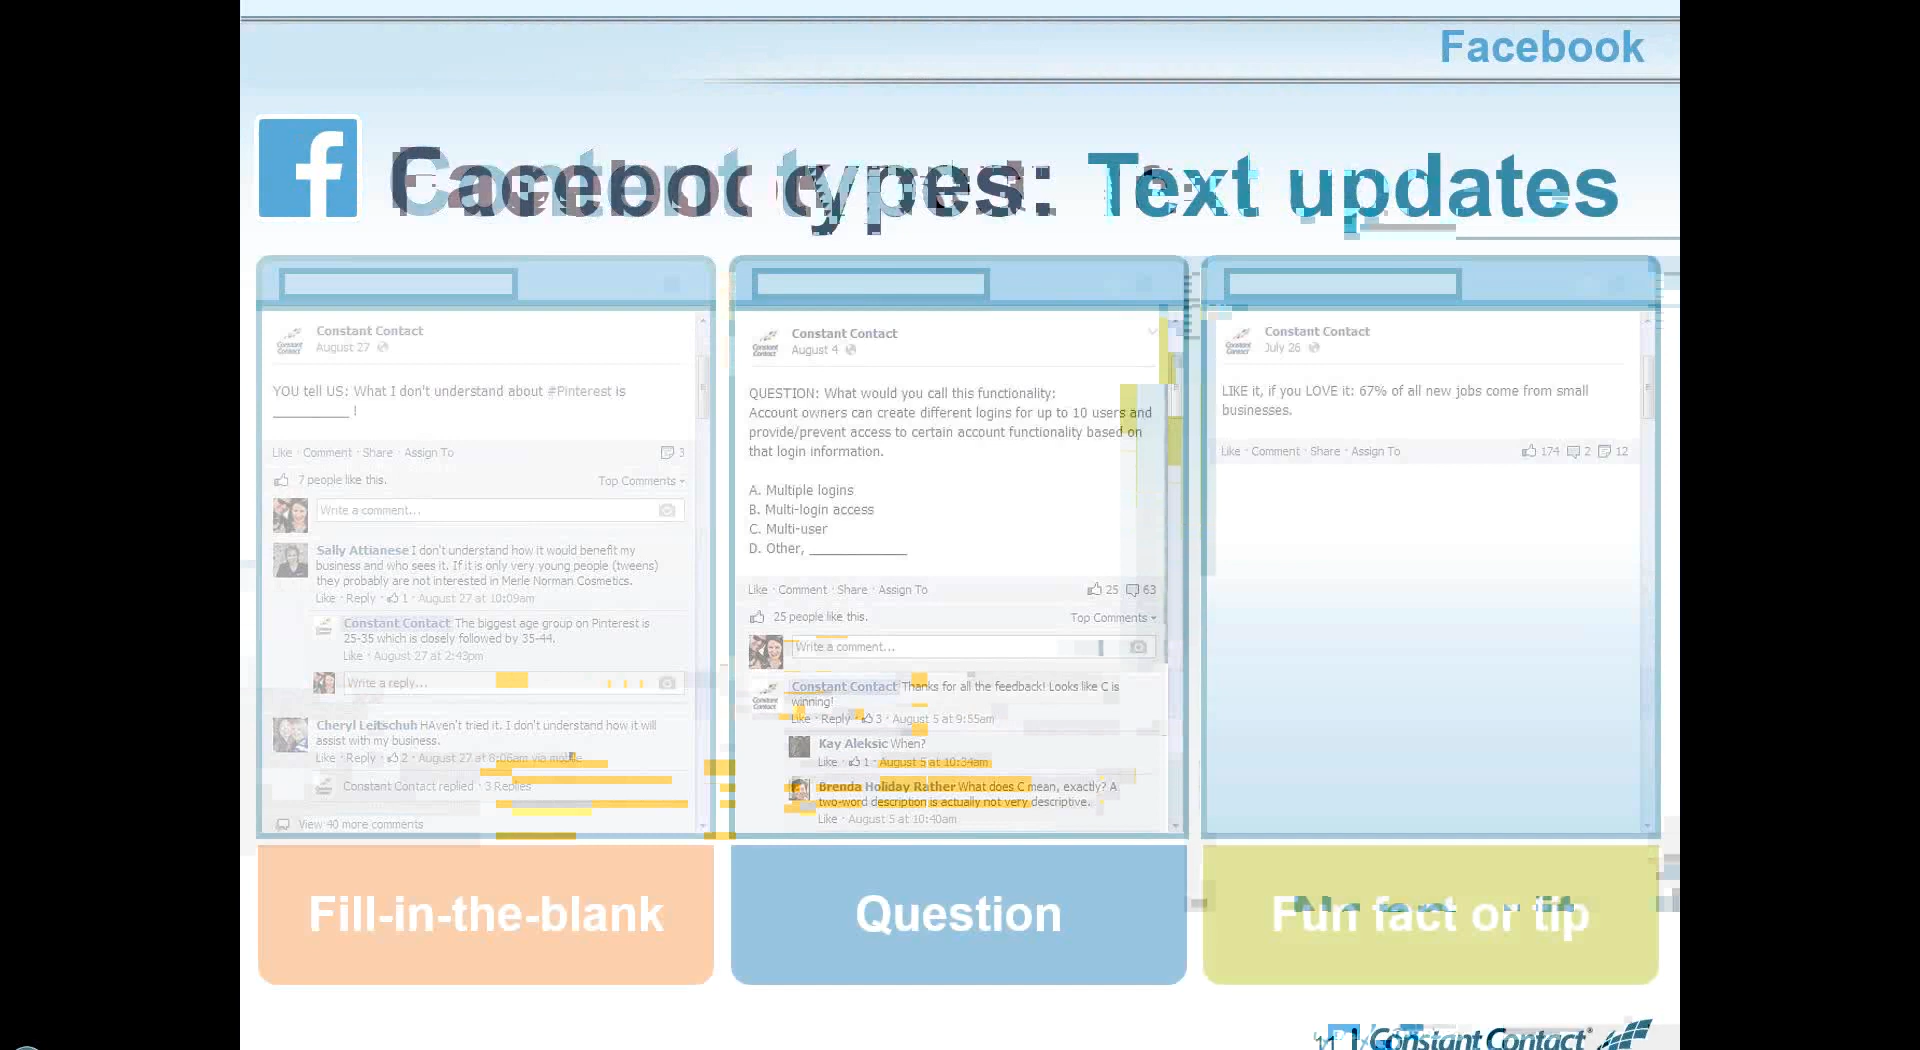 Facebook
Content types: Text updates
Constant Contact
August 27
YOU tell US: What I don't understand about #Pinterest is
___________ !
Like · Comment · Share · Assign To 3
7 people like this. Top Comments
Write a comment...
Sally Attianese I don't understand how it would benefit my
business and who sees it. If it is only very young people (tweens)
they probably are not interested in Merle Norman Cosmetics.
Like · Reply · 1 · August 27 at 10:09am
Constant Contact The biggest age group on Pinterest is
25-35 which is closely followed by 35-44.
Like · August 27 at 2:43pm
Write a reply...
Cheryl Leitschuh HAven't tried it. I don't understand how it will
assist with my business.
Like · Reply · 2 · August 27 at 8:06am via mobile
Constant Contact replied · 3 Replies
View 40 more comments
Fill-in-the-blank
Constant Contact
August 4
QUESTION: What would you call this functionality:
Account owners can create different logins for up to 10 users and
provide/prevent access to certain account functionality based on
that login information.
A. Multiple logins
B. Multi-login access
C. Multi-user
D. Other, ______________
Like · Comment · Share · Assign To 25 63
25 people like this. Top Comments
Write a comment...
Constant Contact Thanks for all the feedback! Looks like C is
winning!
Like · Reply · 3 · August 5 at 9:55am
Kay Aleksic When?
Like · 1 · August 5 at 10:34am
Brenda Holiday Rather What does C mean, exactly? A
two-word description is actually not very descriptive.
Like · August 5 at 10:40am
Question
Constant Contact
July 26
LIKE it, if you LOVE it: 67% of all new jobs come from small
businesses.
Like · Comment · Share · Assign To 174 2 12
Fun fact or tip
Constant Contact